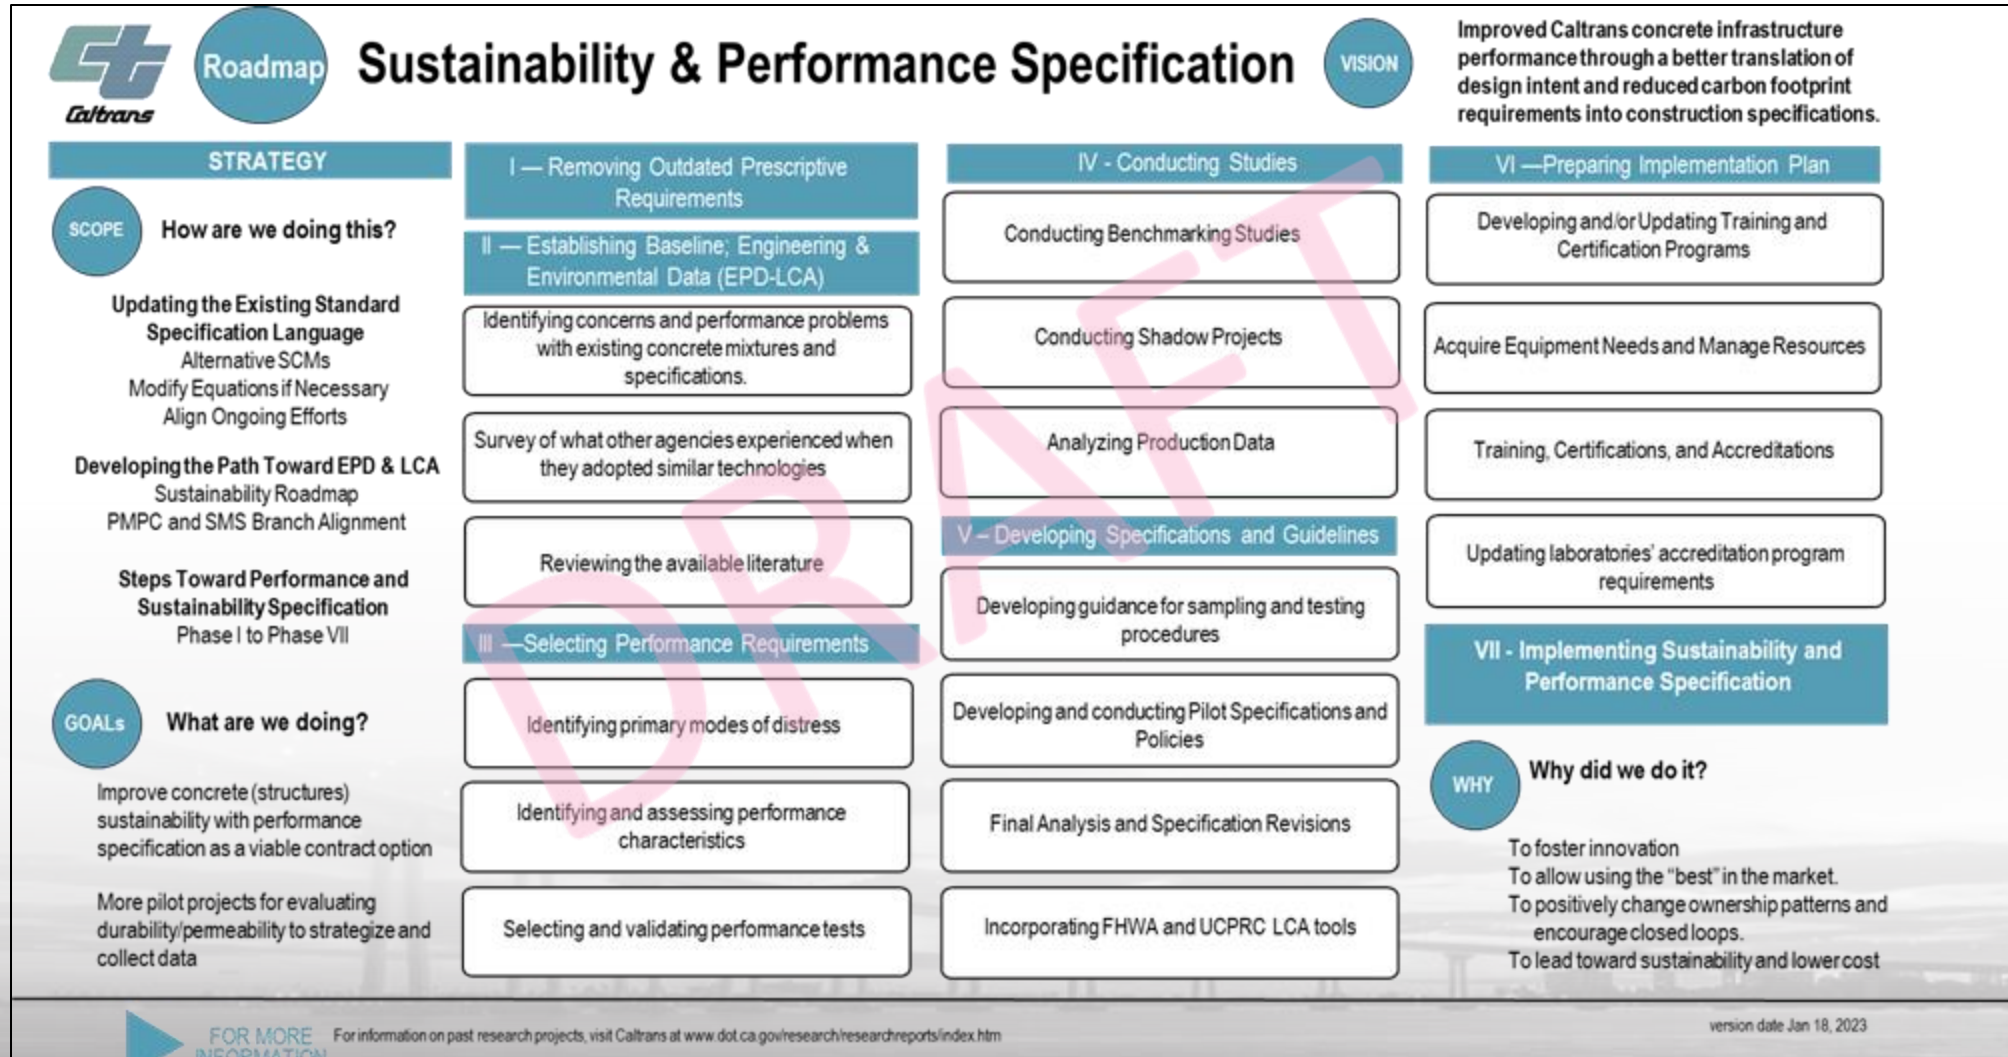 Caltrans
Roadmap
Sustainability & Performance Specification
VISION
Improved Caltrans concrete infrastructure
performance through a better translation of
design intent and reduced carbon footprint
requirements into construction specifications.
STRATEGY
SCOPE
How are we doing this?
Updating the Existing Standard
Specification Language
Alternative SCMs
Modify Equations if Necessary
Align Ongoing Efforts
Developing the Path Toward EPD & LCA
Sustainability Roadmap
PMPC and SMS Branch Alignment
Steps Toward Performance and
Sustainability Specification
Phase I to Phase VII
GOALs
What are we doing?
Improve concrete (structures)
sustainability with performance
specification as a viable contract option
More pilot projects for evaluating
durability/permeability to strategize and
collect data
I — Removing Outdated Prescriptive
Requirements
II — Establishing Baseline; Engineering &
Environmental Data (EPD-LCA)
Identifying concerns and performance problems
with existing concrete mixtures and
specifications.
Survey of what other agencies experienced when
they adopted similar technologies
Reviewing the available literature
III —Selecting Performance Requirements
Identifying primary modes of distress
Identifying and assessing performance
characteristics
Selecting and validating performance tests
IV - Conducting Studies
Conducting Benchmarking Studies
Conducting Shadow Projects
Analyzing Production Data
V – Developing Specifications and Guidelines
Developing guidance for sampling and testing
procedures
Developing and conducting Pilot Specifications and
Policies
Final Analysis and Specification Revisions
Incorporating FHWA and UCPRC LCA tools
VI —Preparing Implementation Plan
Developing and/or Updating Training and
Certification Programs
Acquire Equipment Needs and Manage Resources
Training, Certifications, and Accreditations
Updating laboratories' accreditation program
requirements
VII - Implementing Sustainability and
Performance Specification
WHY
Why did we do it?
To foster innovation
To allow using the “best” in the market.
To positively change ownership patterns and
encourage closed loops.
To lead toward sustainability and lower cost
DRAFT
FOR MORE
INFORMATION
For information on past research projects, visit Caltrans at www.dot.ca.gov/research/researchreports/index.htm
version date Jan 18, 2023